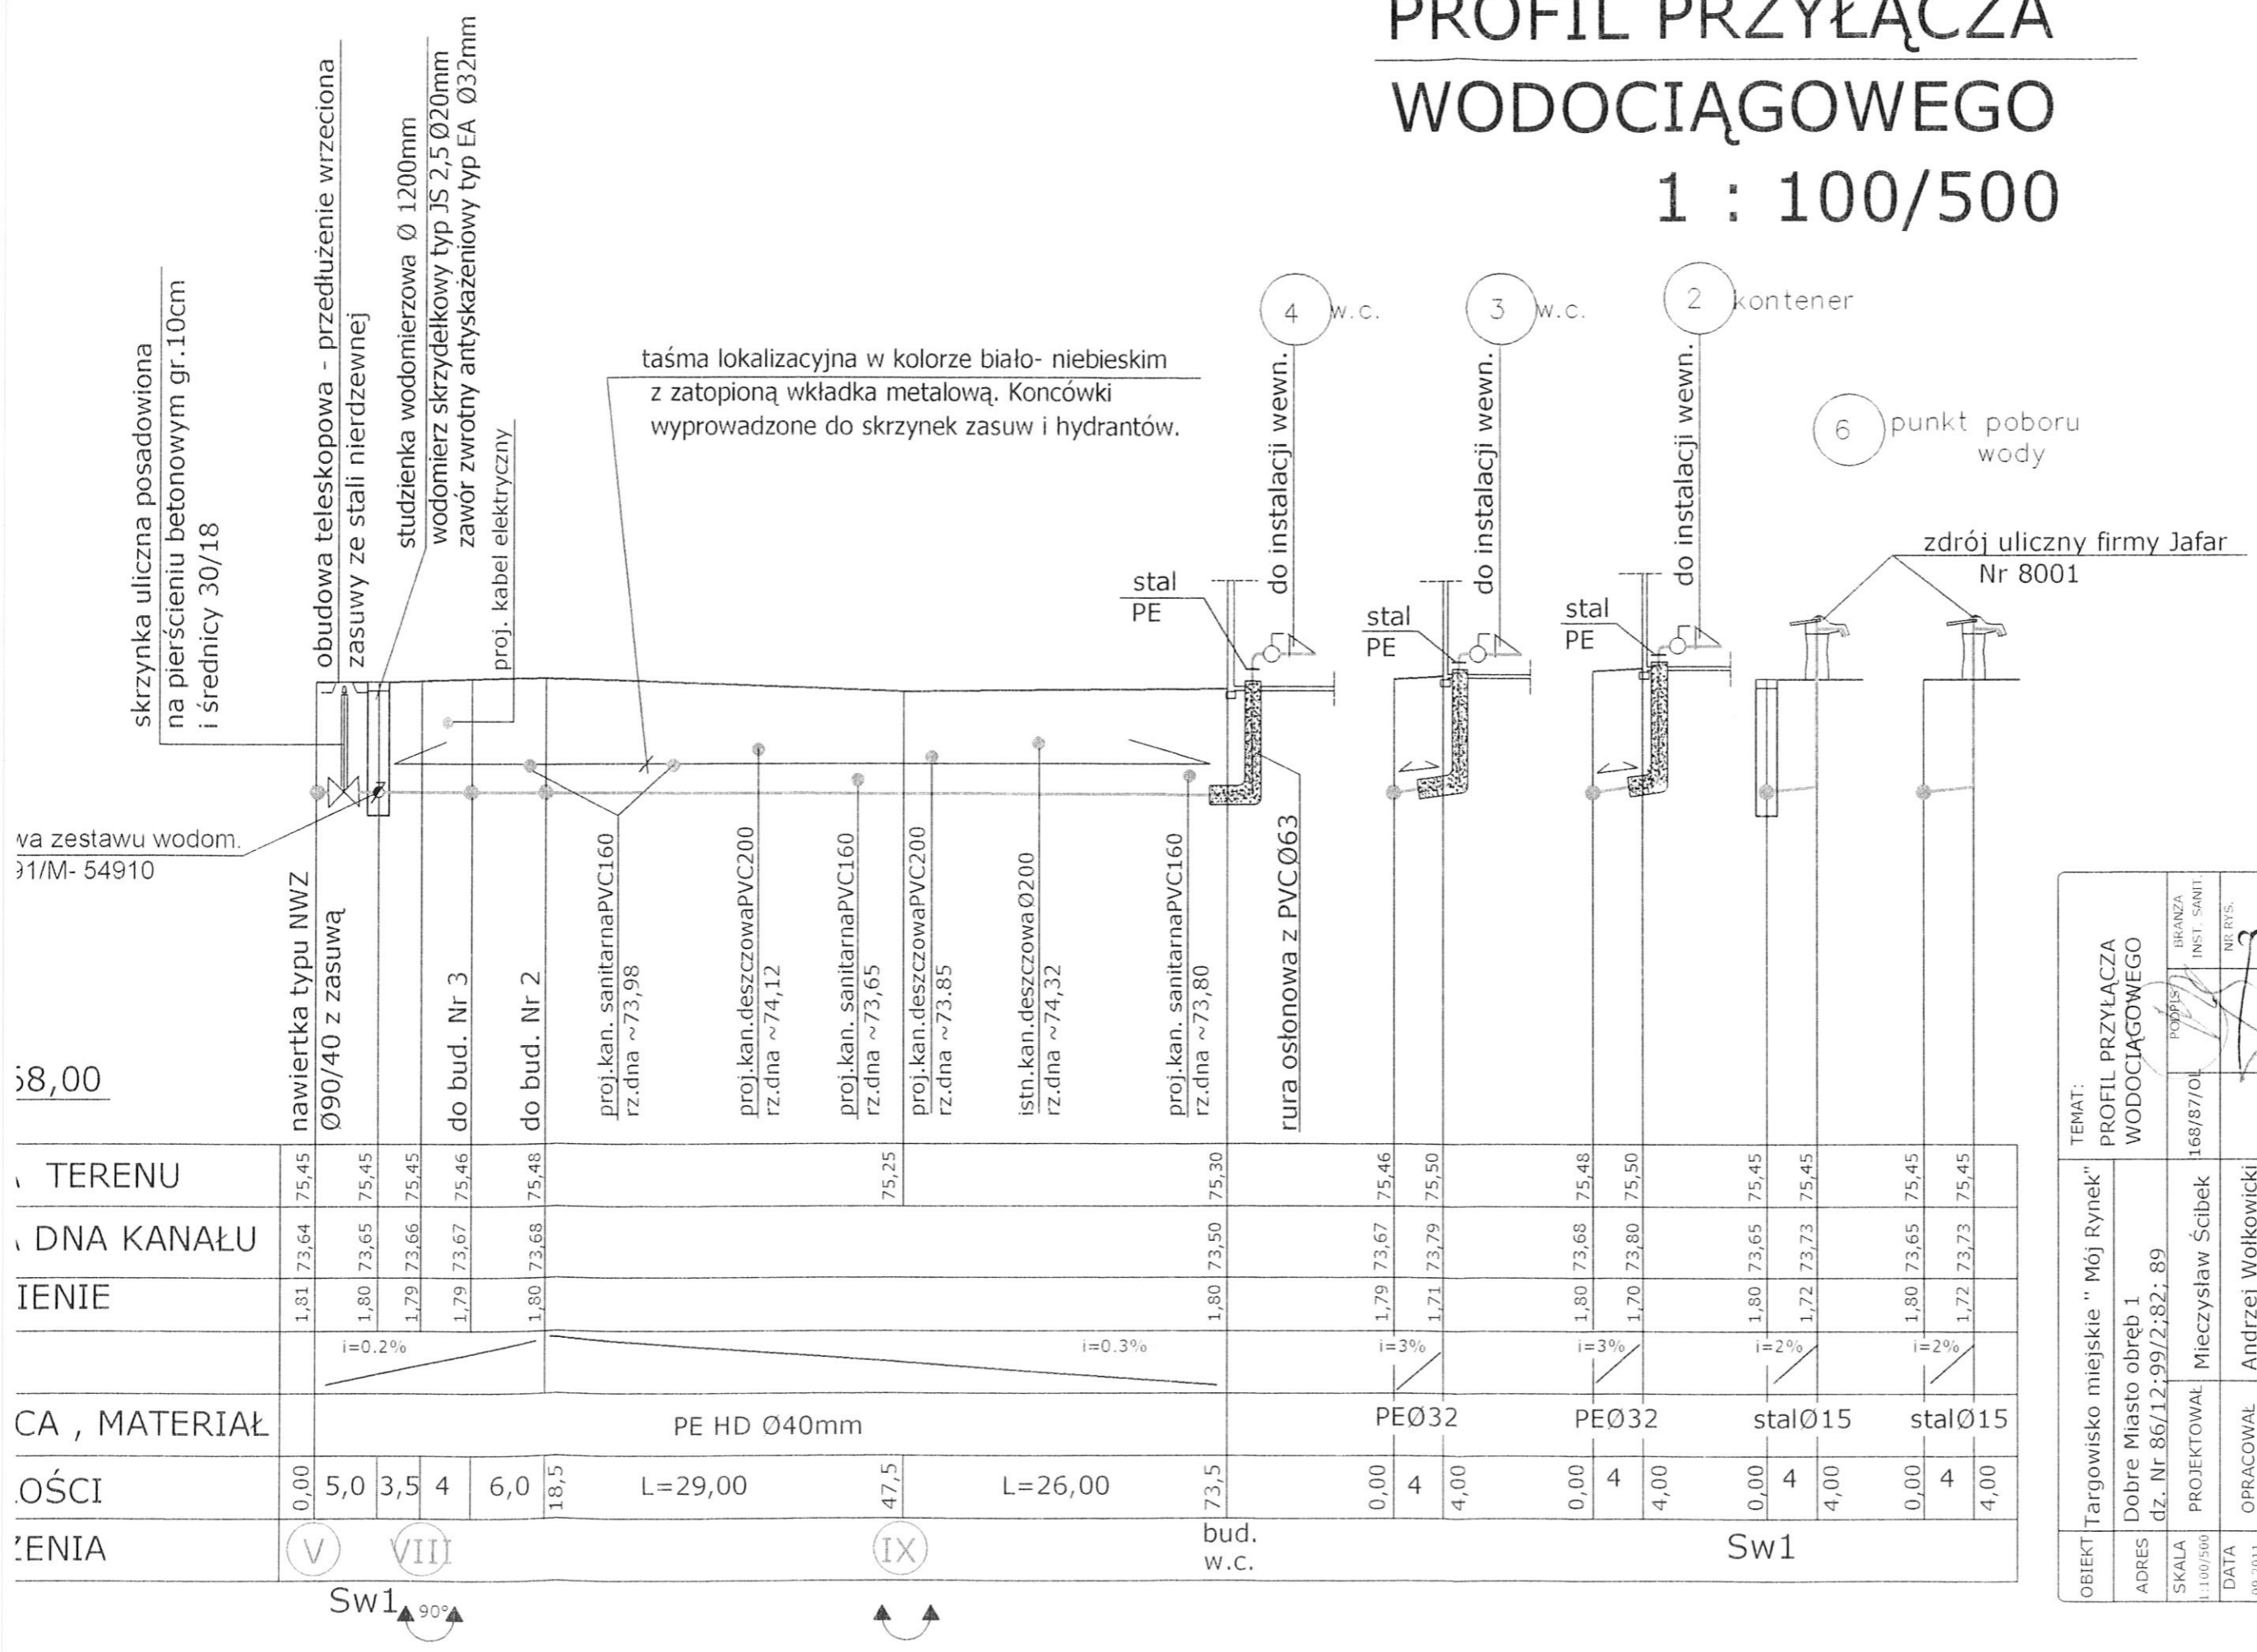 PROFIL PRZYŁĄCZA
WODOCIĄGOWEGO
1 : 100/500
skrzynka uliczna posadowiona
na pierścieniu betonowym gr.10cm
i średnicy 30/18
obudowa teleskopowa - przedłużenie wrzeciona
zasuwy ze stali nierdzewnej
studzienka wodomierzowa Ø 1200mm
wodomierz skrzydełkowy typ JS 2,5 Ø20mm
zawór zwrotny antyskażeniowy typ EA Ø32mm
proj. kabel elektryczny
taśma lokalizacyjna w kolorze biało- niebieskim
z zatopioną wkładka metalową. Koncówki
wyprowadzone do skrzynek zasuw i hydrantów.
4 w.c.
do instalacji wewn.
3 w.c.
do instalacji wewn.
2 kontener
do instalacji wewn.
6 punkt poboru
wody
zdrój uliczny firmy Jafar
Nr 8001
stal
PE
stal
PE
stal
PE
wa zestawu wodom.
91/M- 54910
68,00
nawiertka typu NWZ
Ø90/40 z zasuwą
do bud. Nr 3
do bud. Nr 2
proj.kan. sanitarnaPVC160
rz.dna ~73,98
proj.kan.deszczowaPVC200
rz.dna ~74,12
proj.kan. sanitarnaPVC160
rz.dna ~73,65
proj.kan.deszczowaPVC200
rz.dna ~73.85
istn.kan.deszczowaØ200
rz.dna ~74,32
proj.kan. sanitarnaPVC160
rz.dna ~73,80
rura osłonowa z PVCØ63
TERENU 75,45 75,45 75,45 75,46 75,48 75,25 75,30 75,46 75,50 75,48 75,50 75,45 75,45 75,45 75,45
DNA KANAŁU 73,64 73,65 73,66 73,67 73,68 73,50 73,67 73,79 73,68 73,80 73,65 73,73 73,65 73,73
IENIE 1,81 1,80 1,79 1,79 1,80 1,80 1,79 1,71 1,80 1,70 1,80 1,72 1,80 1,72
i=0.2% i=0.3% i=3% i=3% i=2% i=2%
CA , MATERIAŁ PE HD Ø40mm PEØ32 PEØ32 stalØ15 stalØ15
OŚCI 0,00 5,0 3,5 4 6,0 18,5 L=29,00 47,5 L=26,00 73,5 0,00 4 4,00 0,00 4 4,00 0,00 4 4,00 0,00 4 4,00
ZENIA V VIII IX bud. Sw1
w.c.
Sw1 90°
TEMAT:
PROFIL PRZYŁĄCZA
WODOCIĄGOWEGO
BRANZA
INST. SANIT.
NR RYS.
3
PODPIS
168/87/OL
OBIEKT Targowisko miejskie " Mój Rynek"
ADRES Dobre Miasto obręb 1
dz. Nr 86/12;99/2;82; 89
SKALA
1:100/500
PROJEKTOWAŁ Mieczysław Ścibek
DATA
09.2011
OPRACOWAŁ Andrzej Wołkowicki